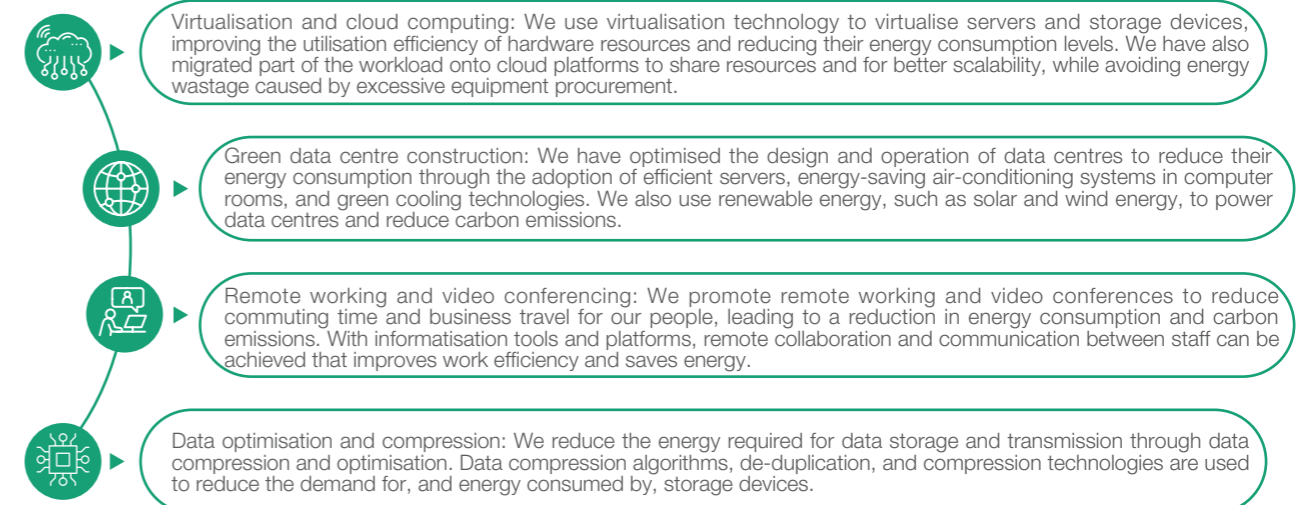 Virtualisation and cloud computing: We use virtualisation technology to virtualise servers and storage devices,
improving the utilisation efficiency of hardware resources and reducing their energy consumption levels. We have also
migrated part of the workload onto cloud platforms to share resources and for better scalability, while avoiding energy
wastage caused by excessive equipment procurement.
Green data centre construction: We have optimised the design and operation of data centres to reduce their
energy consumption through the adoption of efficient servers, energy-saving air-conditioning systems in computer
rooms, and green cooling technologies. We also use renewable energy, such as solar and wind energy, to power
data centres and reduce carbon emissions.
Remote working and video conferencing: We promote remote working and video conferences to reduce
commuting time and business travel for our people, leading to a reduction in energy consumption and carbon
emissions. With informatisation tools and platforms, remote collaboration and communication between staff can be
achieved that improves work efficiency and saves energy.
Data optimisation and compression: We reduce the energy required for data storage and transmission through data
compression and optimisation. Data compression algorithms, de-duplication, and compression technologies are used
to reduce the demand for, and energy consumed by, storage devices.